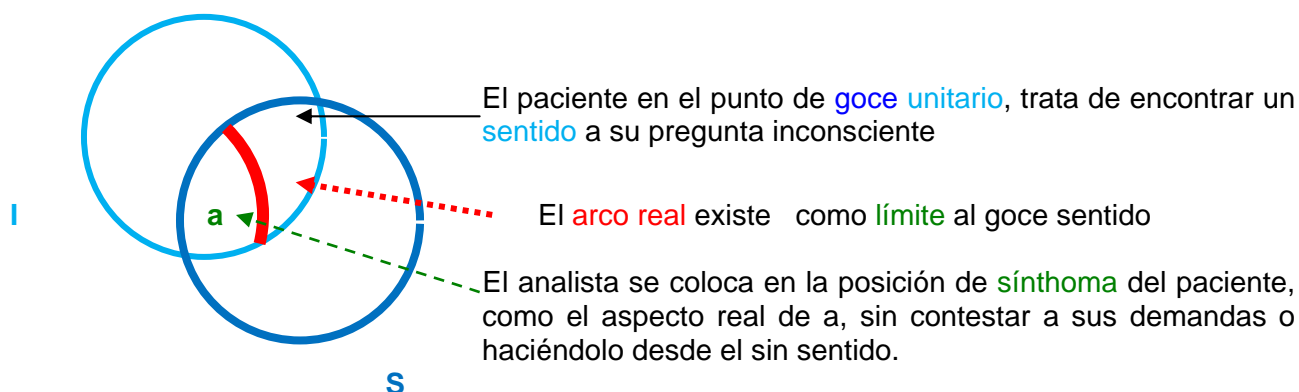 El paciente en el punto de goce unitario, trata de encontrar un
sentido a su pregunta inconsciente
El arco real existe como límite al goce sentido
I
a
El analista se coloca en la posición de sínthoma del paciente,
como el aspecto real de a, sin contestar a sus demandas o
haciéndolo desde el sin sentido.
S